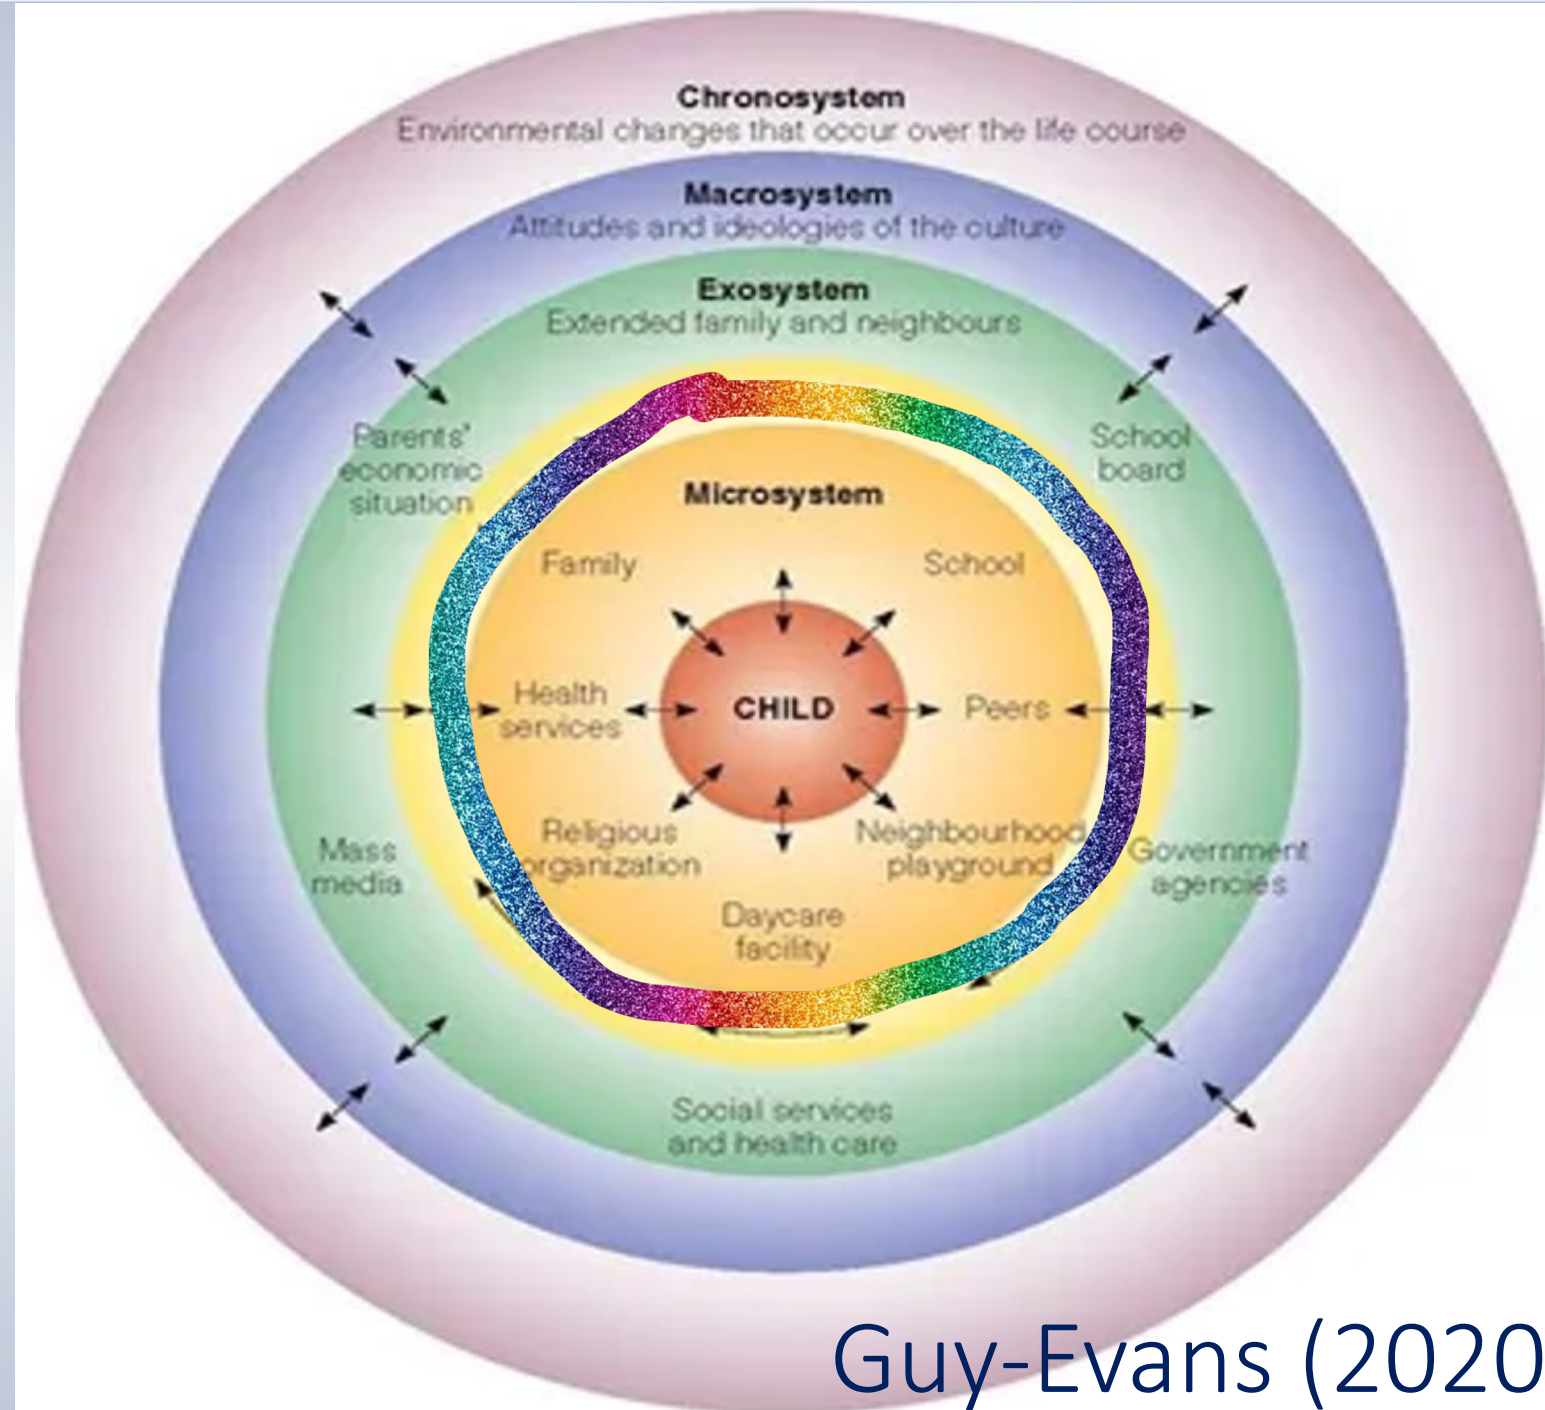 Chronosystem
Environmental changes that occur over the life course
Macrosystem
Attitudes and ideologies of the culture
Exosystem
Extended family and neighbours
Parents'
economic
situation
School
board
Microsystem
Family
School
Health
services
CHILD
Peers
Religious
organization
Neighbourhood
playground
Mass
media
Government
agencies
Daycare
facility
Social services
and health care
Guy-Evans (2020